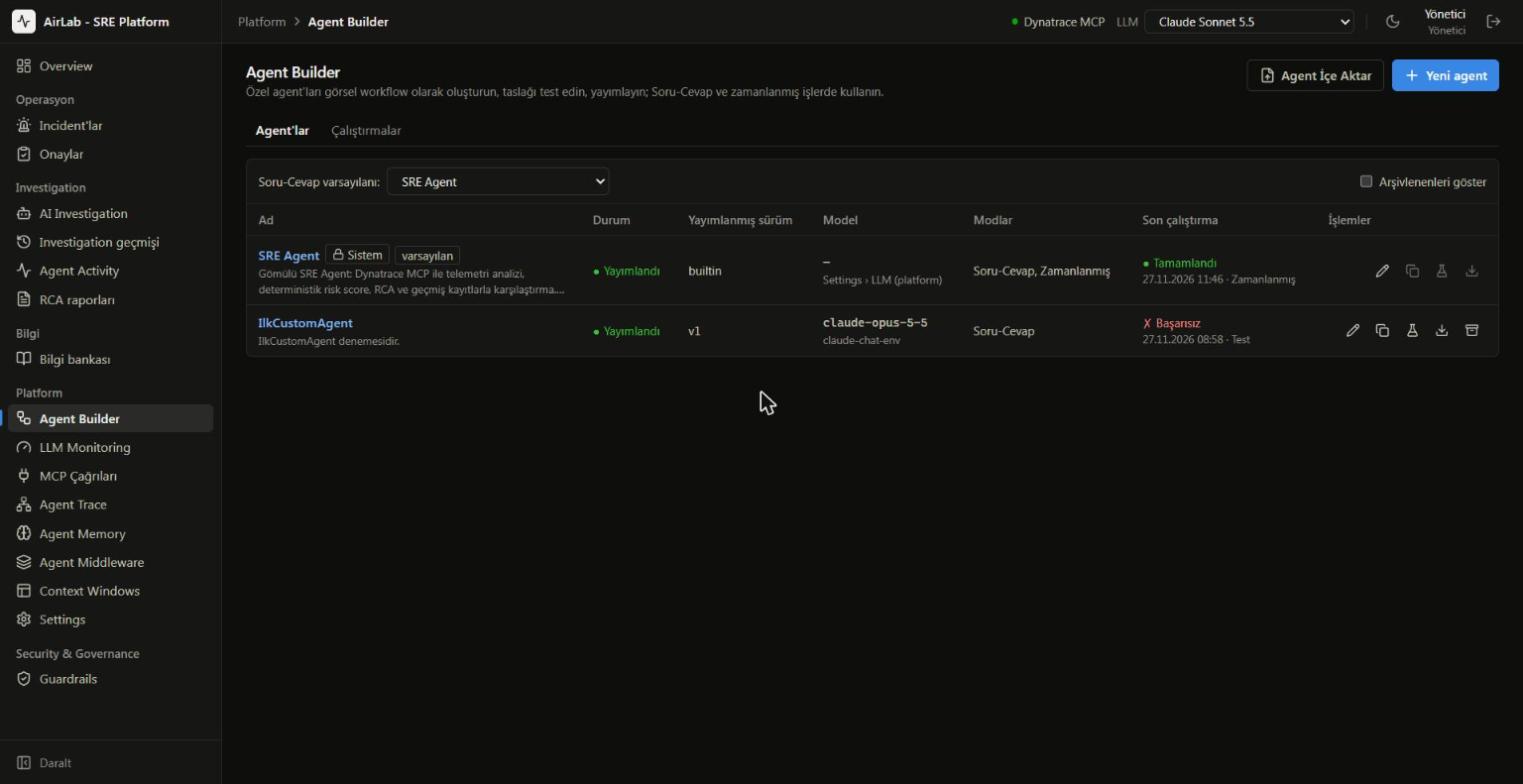 AirLab - SRE Platform
Platform > Agent Builder
Dynatrace MCP LLM Claude Sonnet 5.5
Yönetici
Yönetici
Overview
Operasyon
Incident'lar
Onaylar
Investigation
AI Investigation
Investigation geçmişi
Agent Activity
RCA raporları
Bilgi
Bilgi bankası
Platform
Agent Builder
LLM Monitoring
MCP Çağrıları
Agent Trace
Agent Memory
Agent Middleware
Context Windows
Settings
Security & Governance
Guardrails
Daralt
Agent Builder
Özel agent'ları görsel workflow olarak oluşturun, taslağı test edin, yayımlayın; Soru-Cevap ve zamanlanmış işlerde kullanın.
Agent İçe Aktar
+ Yeni agent
Agent'lar Çalıştırmalar
Soru-Cevap varsayılanı: SRE Agent
Arşivlenenleri göster
Ad Durum Yayımlanmış sürüm Model Modlar Son çalıştırma İşlemler
SRE Agent Sistem varsayılan
Gömülü SRE Agent: Dynatrace MCP ile telemetri analizi,
deterministik risk score, RCA ve geçmiş kayıtlarla karşılaştırma....
Yayımlandı
builtin
–
Settings › LLM (platform)
Soru-Cevap, Zamanlanmış
Tamamlandı
27.11.2026 11:46 · Zamanlanmış
IlkCustomAgent
IlkCustomAgent denemesidir.
Yayımlandı
v1
claude-opus-5-5
claude-chat-env
Soru-Cevap
✗ Başarısız
27.11.2026 08:58 · Test